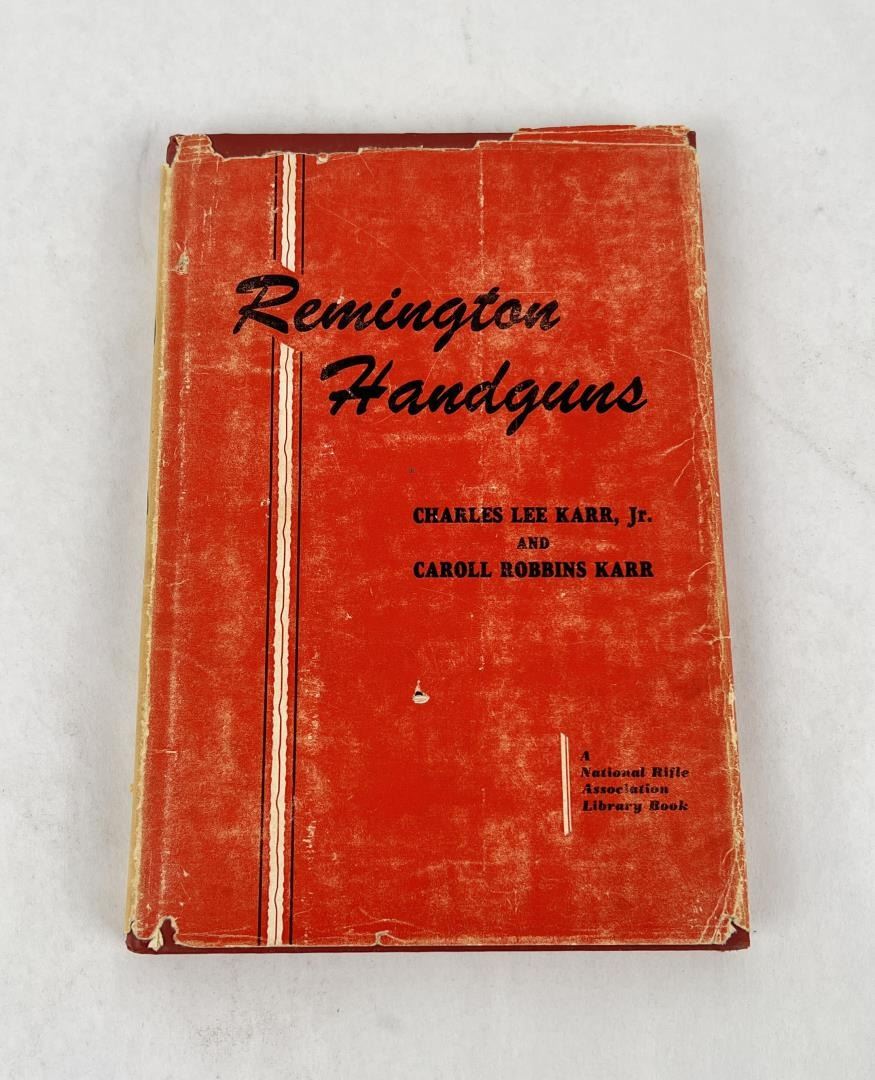 Remington
Handguns
CHARLES LEE KARR, Jr.
AND
CAROLL ROBBINS KARR
A
National Rifle
Association
Library Book